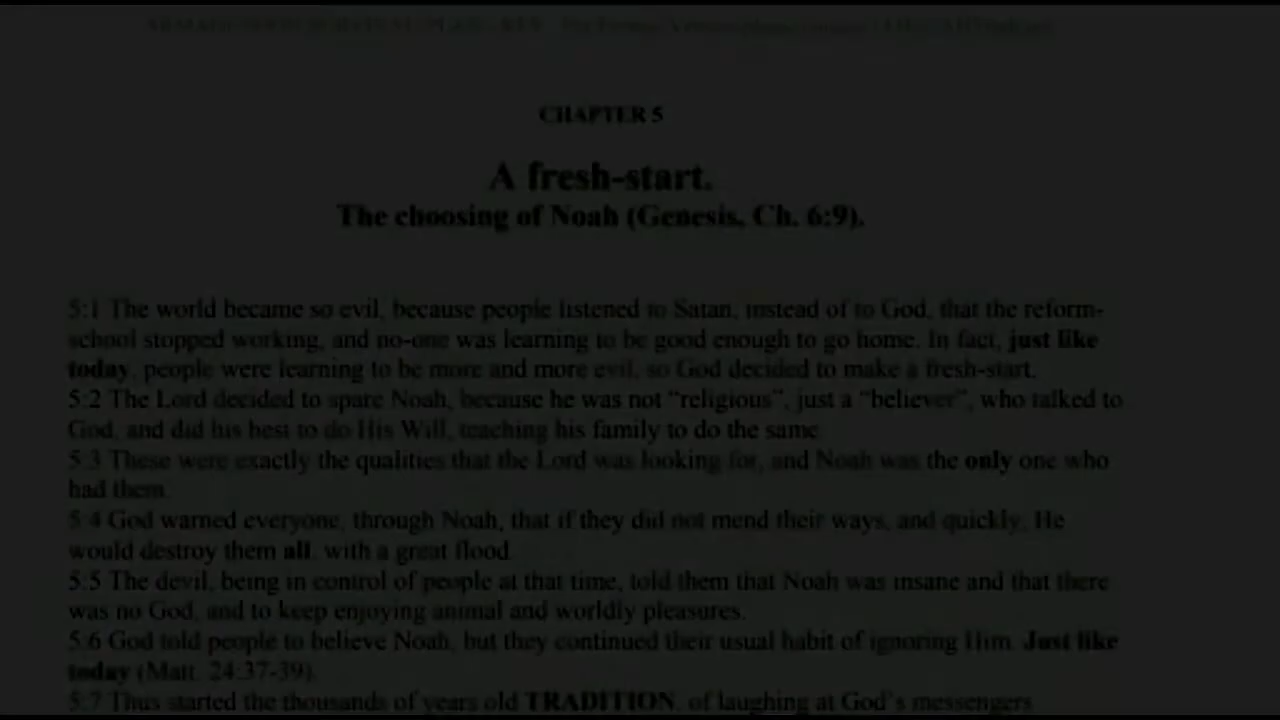 CHAPTER 5
A fresh-start.
The choosing of Noah (Genesis, Ch. 6:9).
5:1 The world became so evil, because people listened to Satan, instead of to God, that the reform-
school stopped working, and no-one was learning to be good enough to go home. In fact, just like
today, people were learning to be more and more evil, so God decided to make a fresh-start.
5:2 The Lord decided to spare Noah, because he was not “religious”, just a “believer”, who talked to
God, and did his best to do His Will, teaching his family to do the same.
5:3 These were exactly the qualities that the Lord was looking for, and Noah was the only one who
had them.
5:4 God warned everyone, through Noah, that if they did not mend their ways, and quickly, He
would destroy them all, with a great flood.
5:5 The devil, being in control of people at that time, told them that Noah was insane and that there
was no God, and to keep enjoying animal and worldly pleasures.
5:6 God told people to believe Noah, but they continued their usual habit of ignoring Him. Just like
today (Matt. 24:37-39).
5:7 Thus started the thousands of years old TRADITION, of laughing at God's messengers